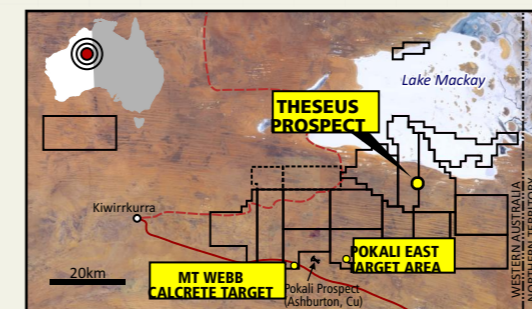 Lake Mackay
THESEUS
PROSPECT
Kiwirrkurra
POKALI EAST
TARGET AREA
20km
MT WEBB
CALCRETE TARGET
Pokali Prospect
(Ashburton, Cu)
WESTERN AUSTRALIA
NORTHERN TERRITORY